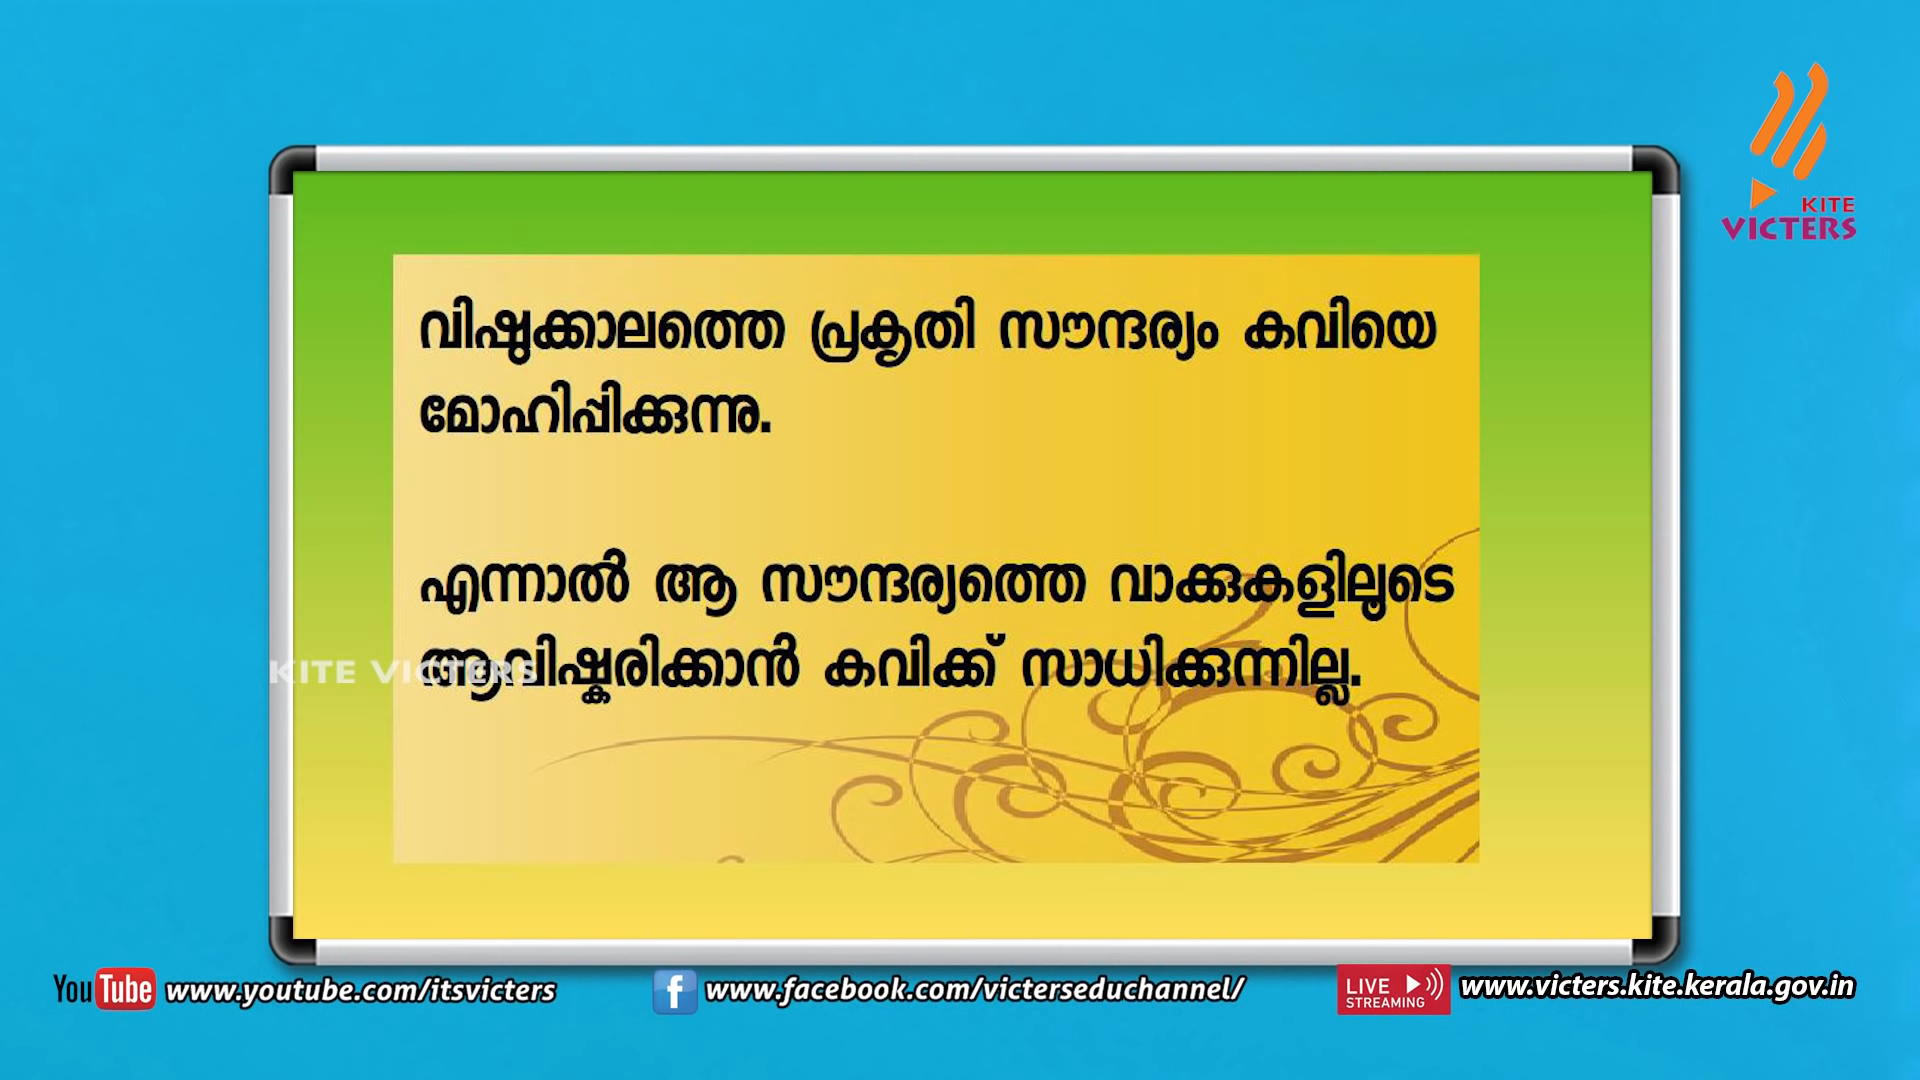 KITE
VICTERS
വിഷുക്കാലത്തെ പ്രകൃതി സൗന്ദര്യം കവിയെ
മോഹിപ്പിക്കുന്നു.
എന്നാൽ ആ സൗന്ദര്യത്തെ വാക്കുകളിലൂടെ
ആവിഷ്കരിക്കാൻ കവിക്ക് സാധിക്കുന്നില്ല.
KITE VICTERS
YouTube www.youtube.com/itsvicters
f www.facebook.com/victerseduchannel/
LIVE STREAMING www.victers.kite.kerala.gov.in